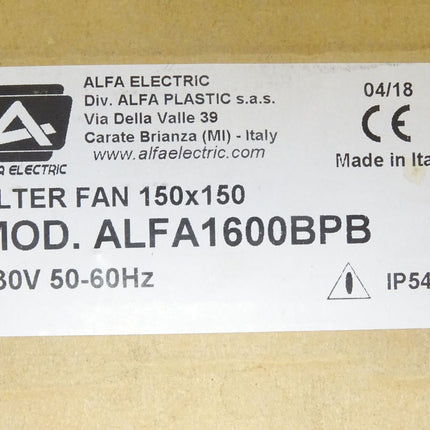 ALFA ELECTRIC
Div. ALFA PLASTIC s.a.s.
Via Della Valle 39
Carate Brianza (MI) - Italy
www.alfaelectric.com
04/18
CE
Made in Ita
A ELECTRIC
LTER FAN 150x150
MOD. ALFA1600BPB
30V 50-60Hz
IP54